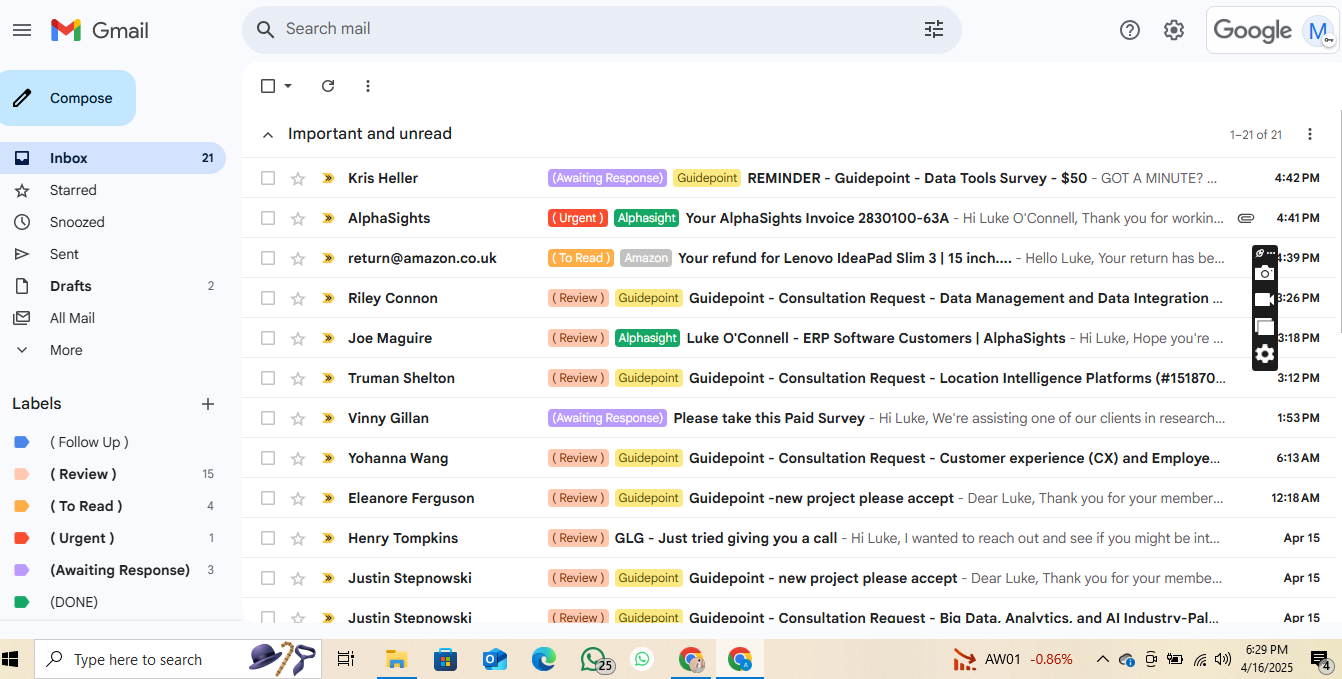 Gmail
Search mail
Google
M
Compose
Inbox 21
Starred
Snoozed
Sent
Drafts 2
All Mail
More
Labels
( Follow Up )
( Review ) 15
( To Read ) 4
( Urgent ) 1
(Awaiting Response) 3
(DONE)
Important and unread 1–21 of 21
Kris Heller (Awaiting Response) Guidepoint REMINDER - Guidepoint - Data Tools Survey - $50 - GOT A MINUTE? ... 4:42 PM
AlphaSights ( Urgent ) Alphasight Your AlphaSights Invoice 2830100-63A - Hi Luke O'Connell, Thank you for workin... 4:41 PM
return@amazon.co.uk ( To Read ) Amazon Your refund for Lenovo IdeaPad Slim 3 | 15 inch.... - Hello Luke, Your return has be... 4:39 PM
Riley Connon ( Review ) Guidepoint Guidepoint - Consultation Request - Data Management and Data Integration ... 3:26 PM
Joe Maguire ( Review ) Alphasight Luke O'Connell - ERP Software Customers | AlphaSights - Hi Luke, Hope you're ... 3:18 PM
Truman Shelton ( Review ) Guidepoint Guidepoint - Consultation Request - Location Intelligence Platforms (#151870... 3:12 PM
Vinny Gillan (Awaiting Response) Please take this Paid Survey - Hi Luke, We're assisting one of our clients in research... 1:53 PM
Yohanna Wang ( Review ) Guidepoint Guidepoint - Consultation Request - Customer experience (CX) and Employe... 6:13 AM
Eleanore Ferguson ( Review ) Guidepoint Guidepoint -new project please accept - Dear Luke, Thank you for your member... 12:18 AM
Henry Tompkins ( Review ) GLG - Just tried giving you a call - Hi Luke, I wanted to reach out and see if you might be int... Apr 15
Justin Stepnowski ( Review ) Guidepoint Guidepoint - new project please accept - Dear Luke, Thank you for your membe... Apr 15
Justin Stepnowski ( Review ) Guidepoint Guidepoint - Consultation Request - Big Data, Analytics, and AI Industry-Pal... Apr 15
Type here to search
25
AW01 -0.86%
6:29 PM
4/16/2025
4